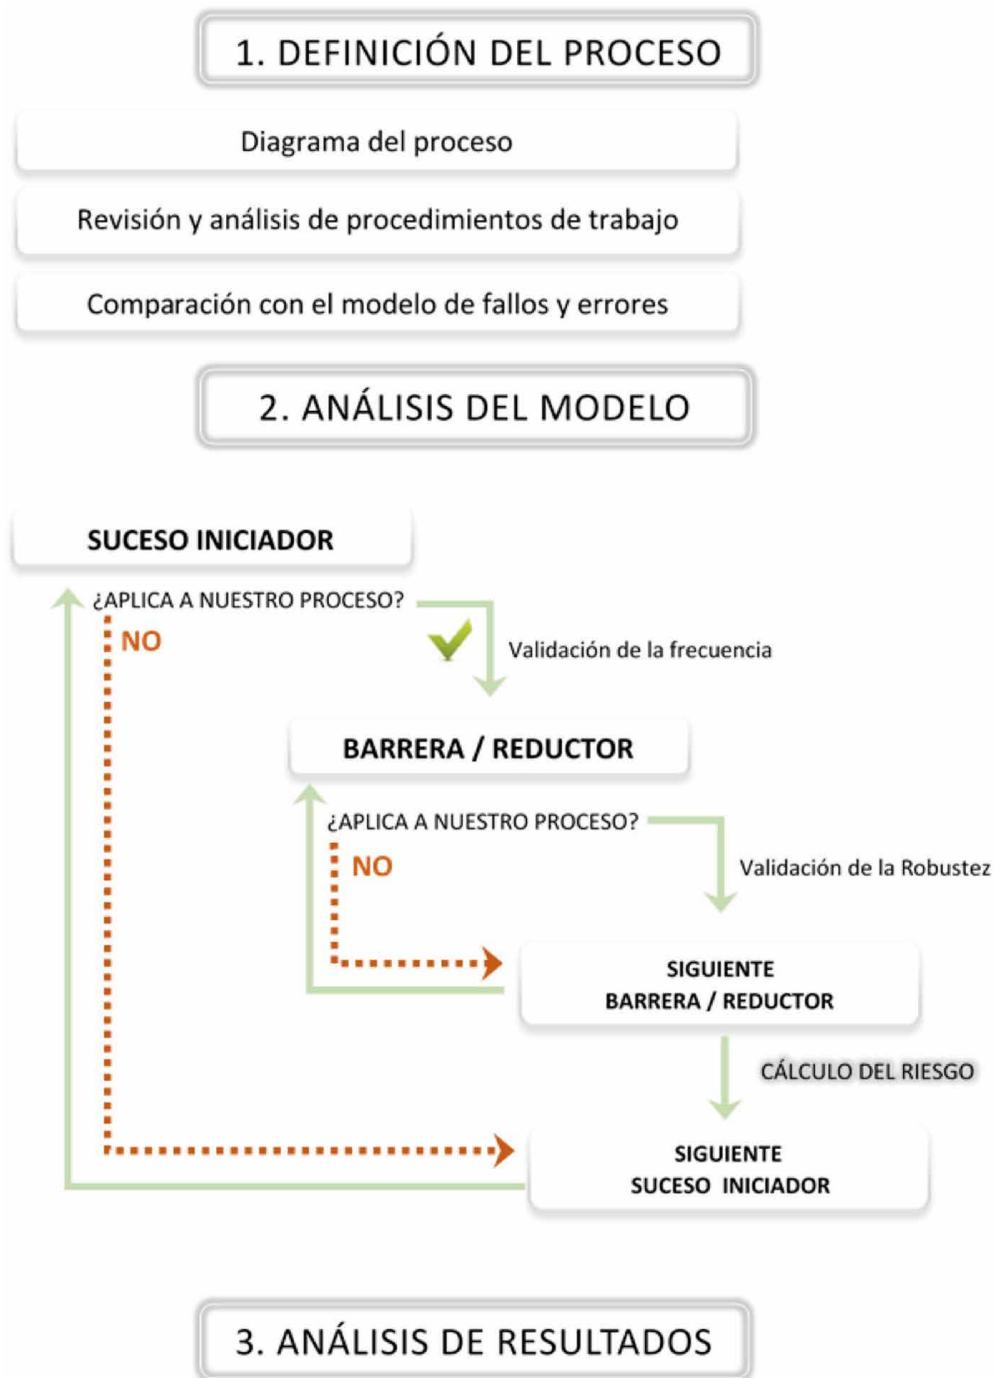 1. DEFINICIÓN DEL PROCESO
Diagrama del proceso
Revisión y análisis de procedimientos de trabajo
Comparación con el modelo de fallos y errores
2. ANÁLISIS DEL MODELO
SUCESO INICIADOR
¿APLICA A NUESTRO PROCESO?
NO
Validación de la frecuencia
BARRERA / REDUCTOR
¿APLICA A NUESTRO PROCESO?
NO
Validación de la Robustez
SIGUIENTE
BARRERA / REDUCTOR
CÁLCULO DEL RIESGO
SIGUIENTE
SUCESO INICIADOR
3. ANÁLISIS DE RESULTADOS